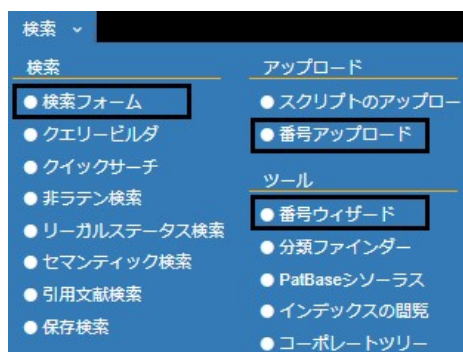 検索
検索
● 検索フォーム
● クエリービルダ
● クイックサーチ
● 非ラテン検索
● リーガルステータス検索
● セマンティック検索
● 引用文献検索
● 保存検索
アップロード
● スクリプトのアップロー
● 番号アップロード
ツール
● 番号ウィザード
● 分類ファインダー
● PatBaseシソーラス
● インデックスの閲覧
● コーポレートツリー